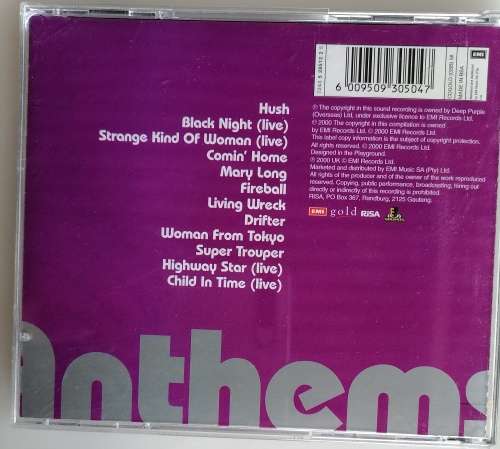 Hush
Black Night (live)
Strange Kind Of Woman (live)
Comin' Home
Mary Long
Fireball
Living Wreck
Drifter
Woman From Tokyo
Super Trouper
Highway Star (live)
Child In Time (live)
6 009509 305047
EMI
MADE IN RSA
℗ The copyright in this sound recording is owned by Deep Purple
(Overseas) Ltd, under exclusive licence to EMI Records Ltd.
℗ 2000 The copyright in this compilation is owned
by EMI Records Ltd. © 2000 EMI Records Ltd.
This label copy information is the subject of copyright protection.
All rights reserved. © 2000 EMI Records Ltd.
Designed in the Playground.
℗ 2000 UK © EMI Records Ltd.
Marketed and distributed by EMI Music SA (Pty) Ltd.
All rights of the producer and of the owner of the work reproduced
reserved. Copying, public performance, broadcasting, hiring out
directly or indirectly of this recording is prohibited.
RISA, PO Box 367, Randburg, 2125 Gauteng.
EMI gold RiSA
Anthems